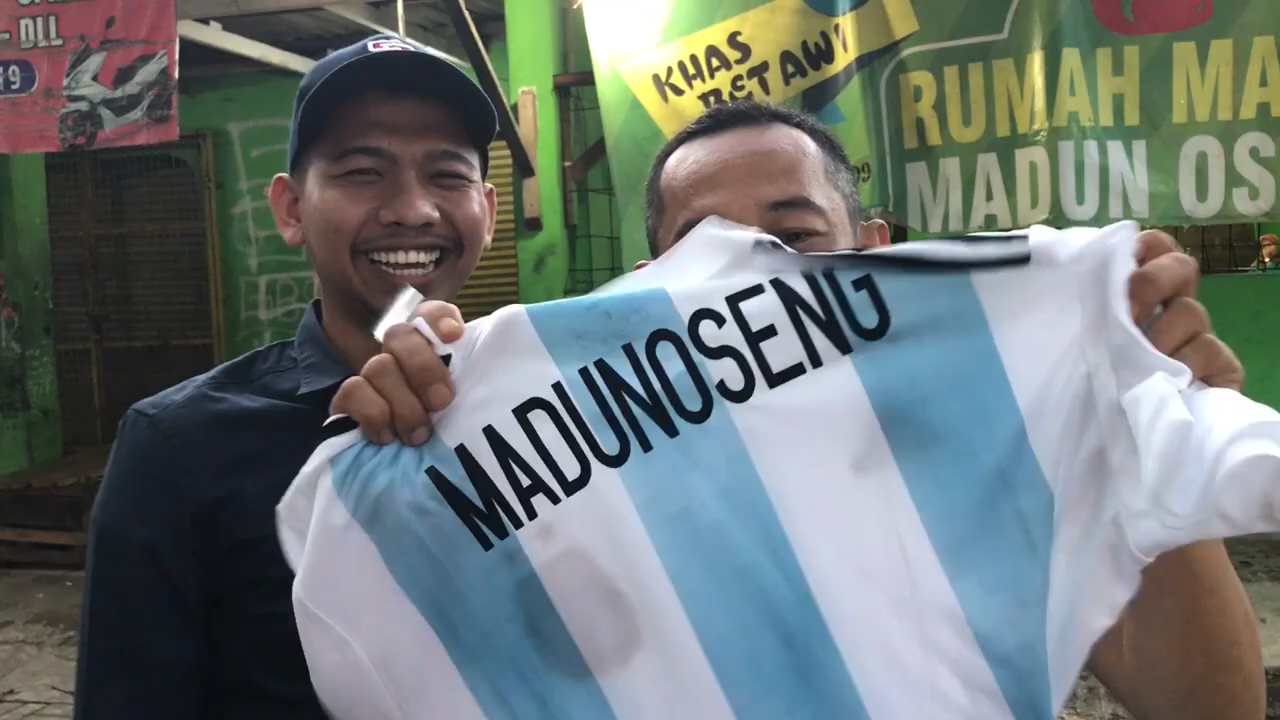 - DLL
KHAS
BETAWI
RUMAH MA
MADUN OS
MADUNOSENG